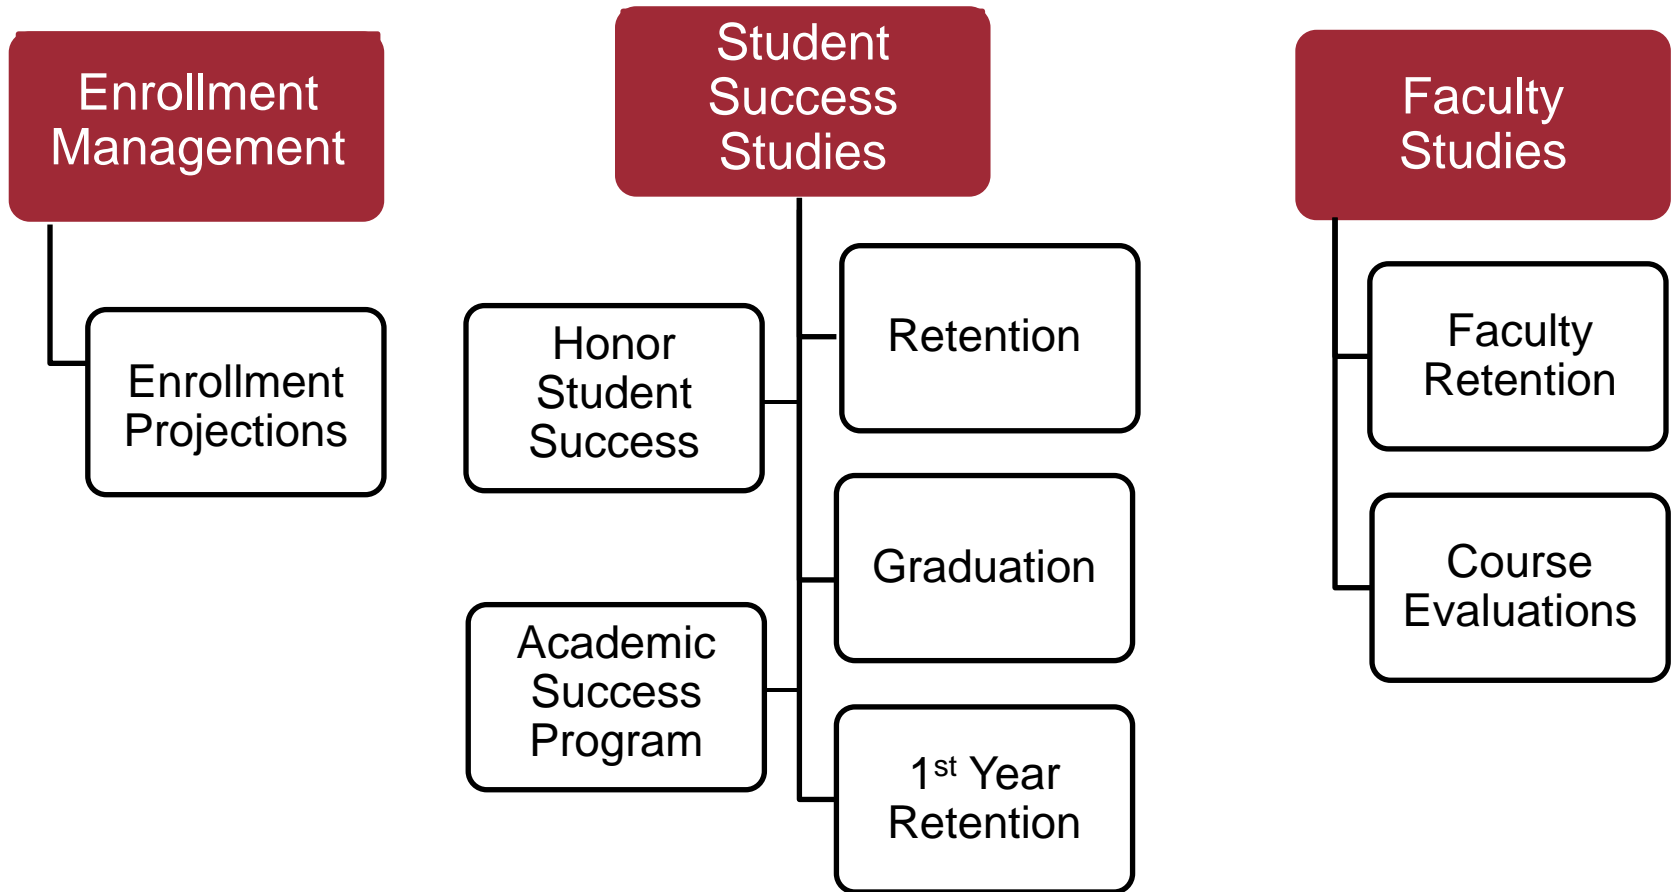 Enrollment
Management
Enrollment
Projections
Student
Success
Studies
Honor
Student
Success
Academic
Success
Program
Retention
Graduation
1st Year
Retention
Faculty
Studies
Faculty
Retention
Course
Evaluations